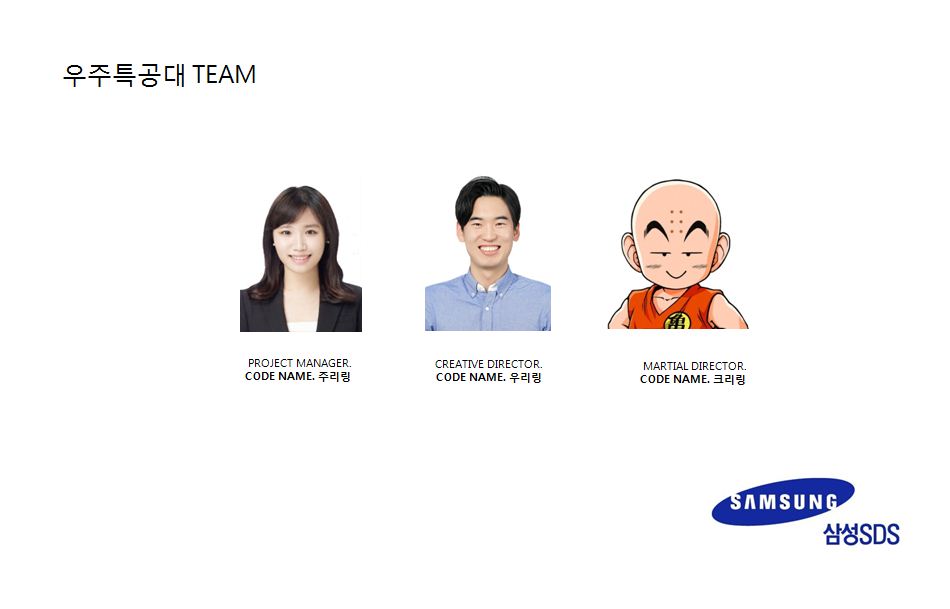 우주특공대 TEAM
PROJECT MANAGER.
CODE NAME. 주리링
CREATIVE DIRECTOR.
CODE NAME. 우리링
MARTIAL DIRECTOR.
CODE NAME. 크리링
SAMSUNG
삼성SDS